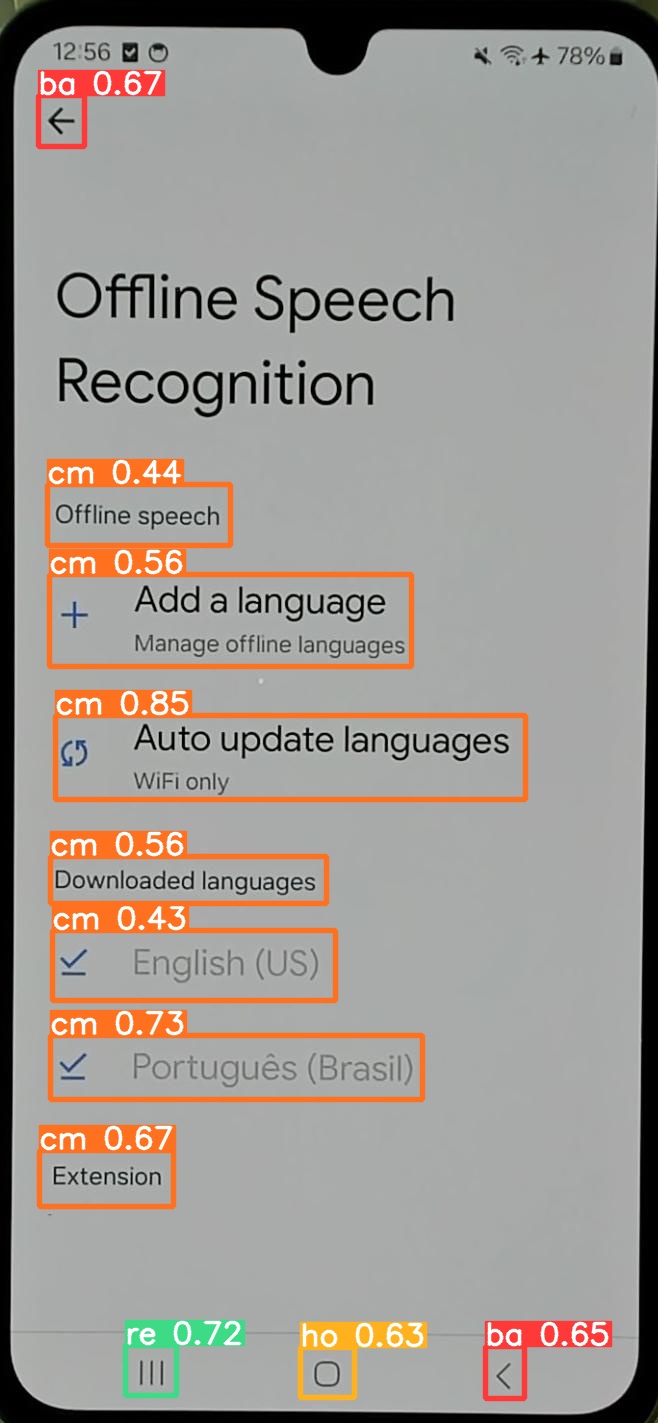 12:56
78%
ba 0.67
Offline Speech
Recognition
cm 0.44
Offline speech
cm 0.56
Add a language
Manage offline languages
cm 0.85
Auto update languages
WiFi only
cm 0.56
Downloaded languages
cm 0.43
English (US)
cm 0.73
Português (Brasil)
cm 0.67
Extension
re 0.72
ho 0.63
ba 0.65